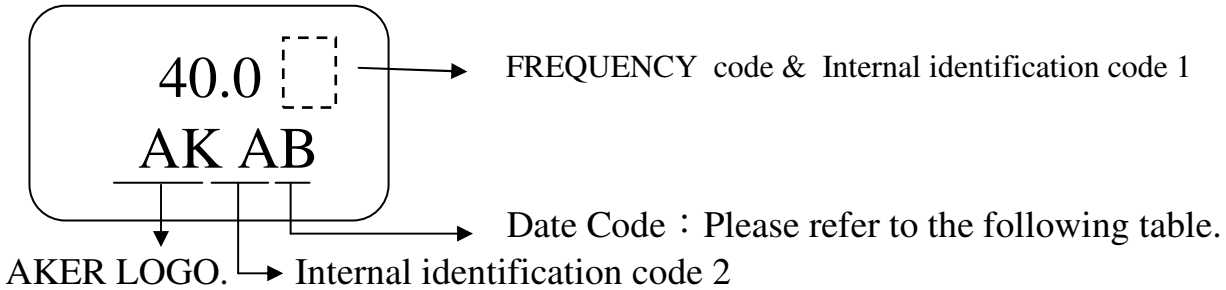 40.0
FREQUENCY code & Internal identification code 1
AK AB
Date Code：Please refer to the following table.
AKER LOGO.
Internal identification code 2